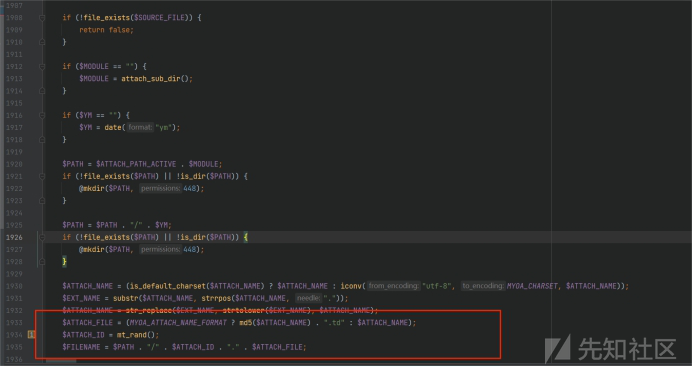 1907
1908 if (!file_exists($SOURCE_FILE)) {
1909 return false;
1910 }
1911
1912 if ($MODULE == "") {
1913 $MODULE = attach_sub_dir();
1914 }
1915
1916 if ($YM == "") {
1917 $YM = date( format: "ym");
1918 }
1919
1920 $PATH = $ATTACH_PATH_ACTIVE . $MODULE;
1921 if (!file_exists($PATH) || !is_dir($PATH)) {
1922 @mkdir($PATH, permissions: 448);
1923 }
1924
1925 $PATH = $PATH . "/" . $YM;
1926 if (!file_exists($PATH) || !is_dir($PATH)) {
1927 @mkdir($PATH, permissions: 448);
1928 }
1929
1930 $ATTACH_NAME = (is_default_charset($ATTACH_NAME) ? $ATTACH_NAME : iconv( from_encoding: "utf-8", to_encoding: MYOA_CHARSET, $ATTACH_NAME));
1931 $EXT_NAME = substr($ATTACH_NAME, strrpos($ATTACH_NAME, needle: "."));
1932 $ATTACH_NAME = str_replace($EXT_NAME, strtolower($EXT_NAME), $ATTACH_NAME);
1933 $ATTACH_FILE = (MYOA_ATTACH_NAME_FORMAT ? md5($ATTACH_NAME) . ".td" : $ATTACH_NAME);
1934 $ATTACH_ID = mt_rand();
1935 $FILENAME = $PATH . "/" . $ATTACH_ID . "." . $ATTACH_FILE;
1936
先知社区